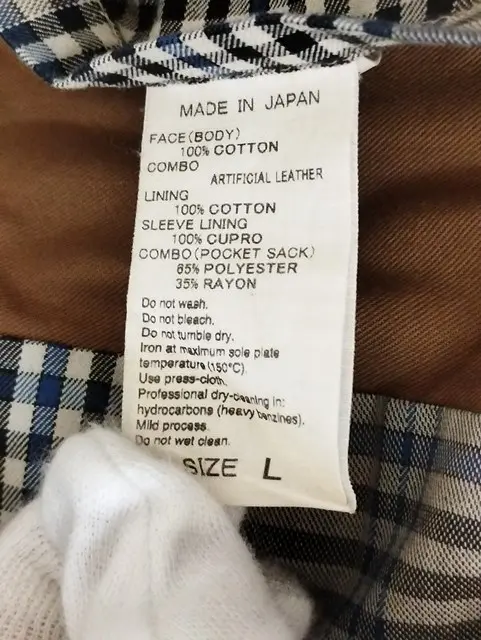 MADE IN JAPAN
FACE(BODY)
100% COTTON
COMBO
ARTIFICIAL LEATHER
LINING
100% COTTON
SLEEVE LINING
100% CUPRO
COMBO(POCKET SACK)
65% POLYESTER
35% RAYON
Do not wash.
Do not bleach.
Do not tumble dry.
Iron at maximum sole plate
temperature (150°C).
Use press-cloth.
Professional dry-cleaning in:
hydrocarbons (heavy benzines).
Mild process.
Do not wet clean.
SIZE L